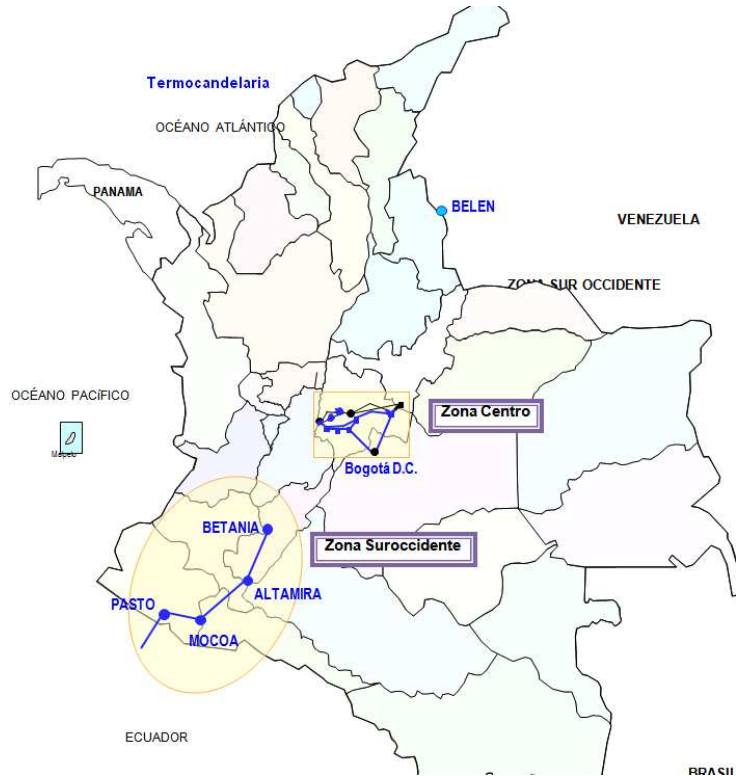 Termocandelaria
OCÉANO ATLÁNTICO
PANAMA
BELEN
VENEZUELA
ZONA SUR OCCIDENTE
OCÉANO PACíFICO
Zona Centro
Bogotá D.C.
BETANIA
Zona Suroccidente
ALTAMIRA
PASTO
MOCOA
ECUADOR